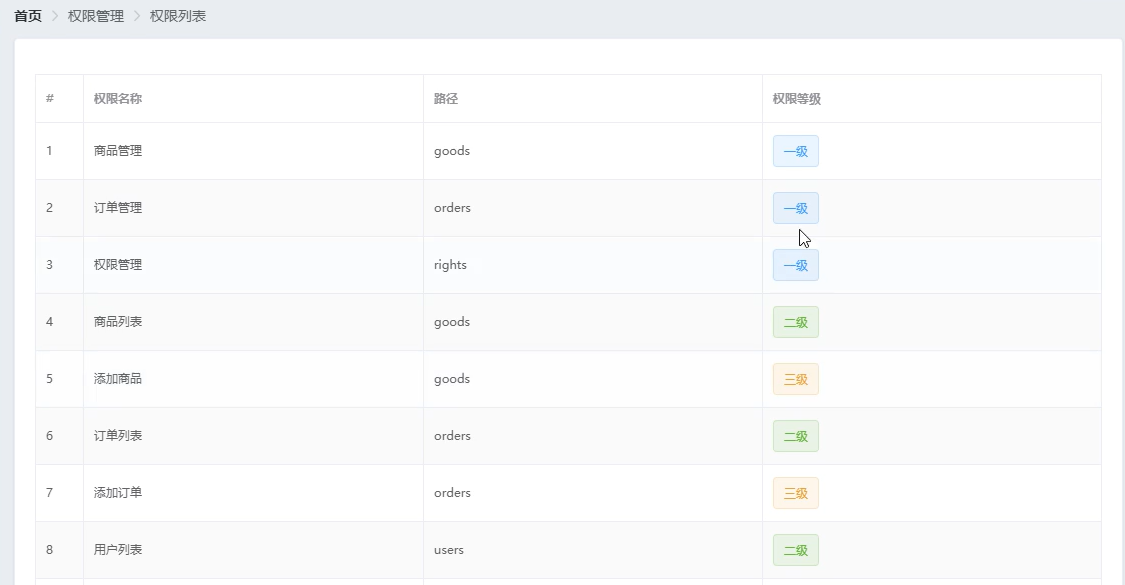 首页 > 权限管理 > 权限列表
# 权限名称 路径 权限等级
1 商品管理 goods 一级
2 订单管理 orders 一级
3 权限管理 rights 一级
4 商品列表 goods 二级
5 添加商品 goods 三级
6 订单列表 orders 二级
7 添加订单 orders 三级
8 用户列表 users 二级